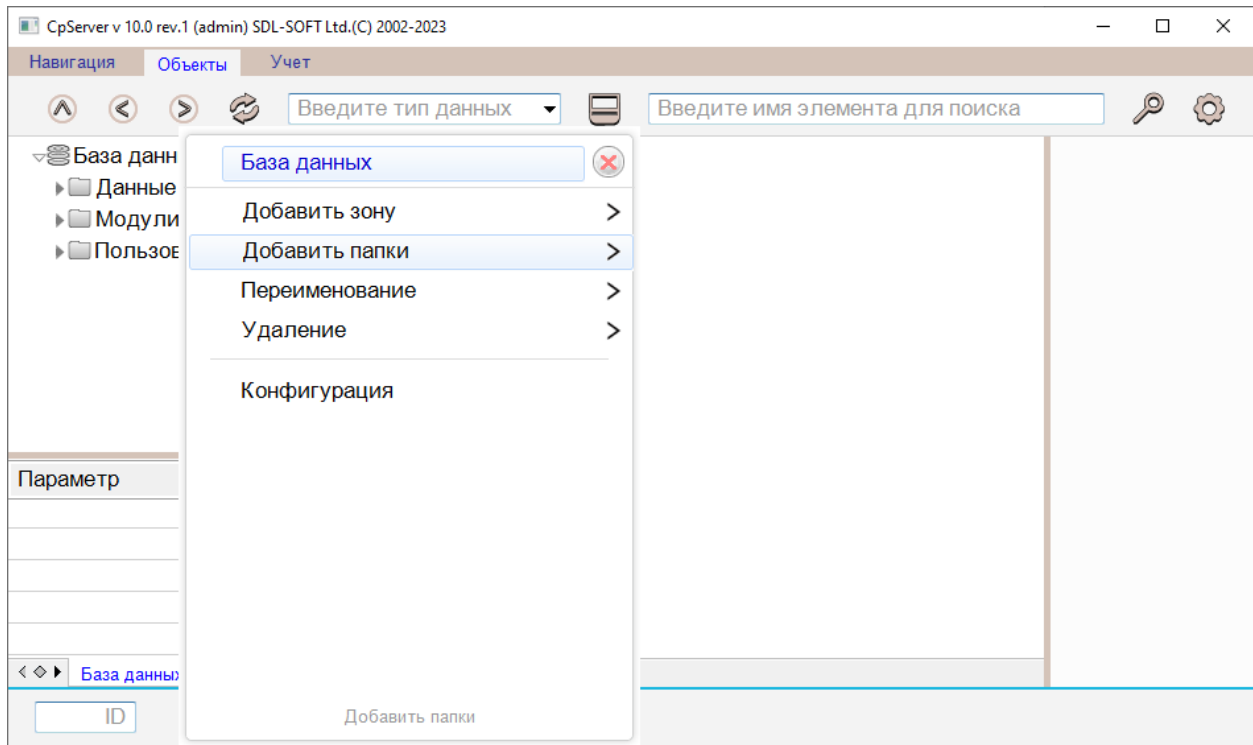 CpServer v 10.0 rev.1 (admin) SDL-SOFT Ltd.(C) 2002-2023
Навигация Объекты Учет
Введите тип данных Введите имя элемента для поиска
База данн
Данные
Модули
Пользов
База данных
Добавить зону
Добавить папки
Переименование
Удаление
Конфигурация
Параметр
База данных
ID
Добавить папки